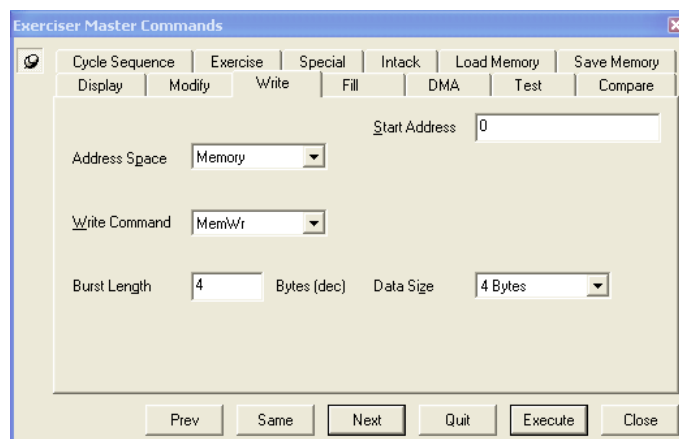 Exerciser Master Commands
Cycle Sequence Exercise Special Intack Load Memory Save Memory
Display Modify Write Fill DMA Test Compare
Start Address 0
Address Space Memory
Write Command MemWr
Burst Length 4 Bytes (dec) Data Size 4 Bytes
Prev Same Next Quit Execute Close